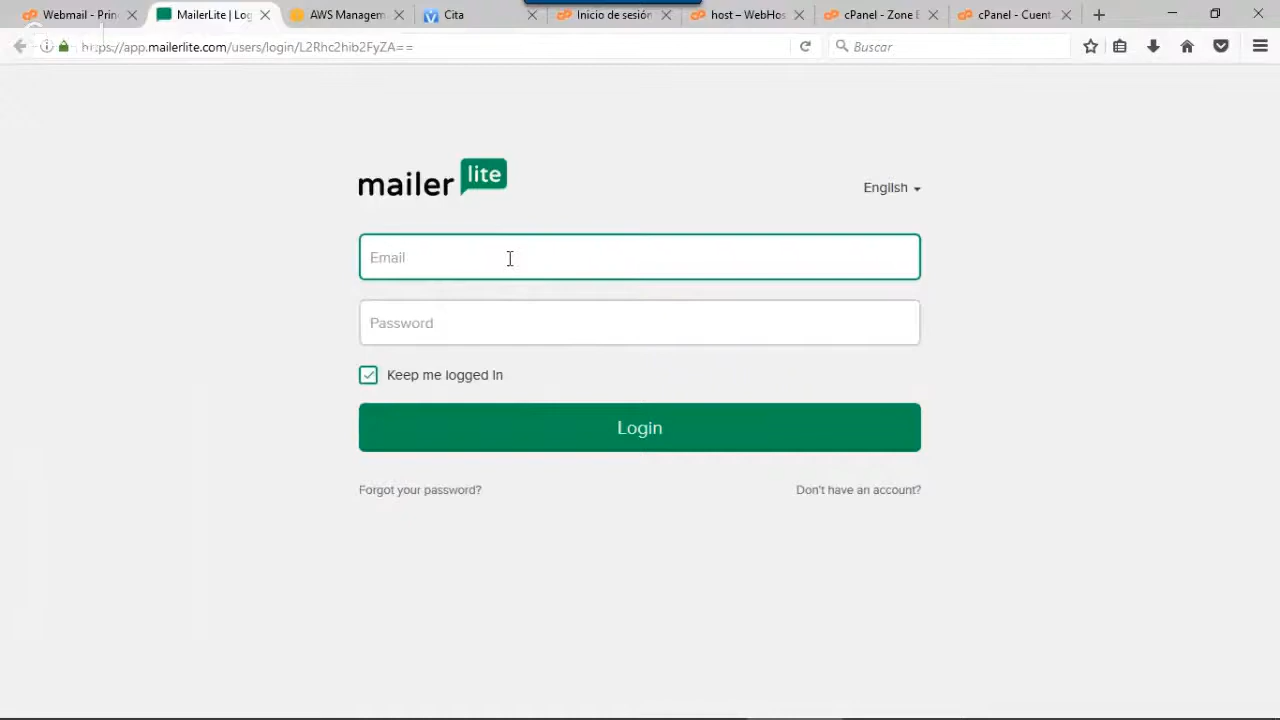 Webmail - Princ
MailerLite | Log
AWS Managem
Cita
Inicio de sesión
host – WebHos
cPanel - Zone E
cPanel - Cuent
https://app.mailerlite.com/users/login/L2Rhc2hib2FyZA==
Buscar
mailer lite
English
Email
Password
Keep me logged in
Login
Forgot your password?
Don't have an account?